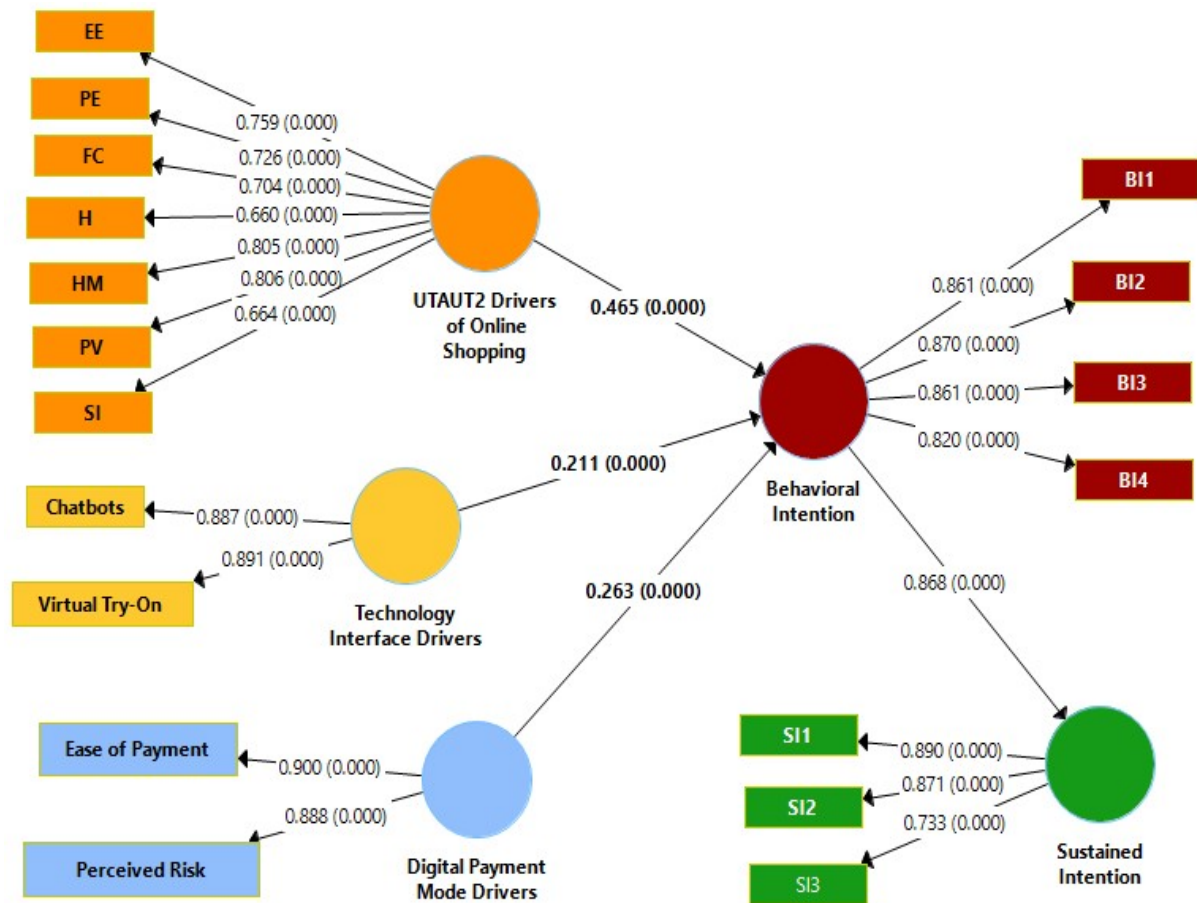 EE
PE
FC
H
HM
PV
SI
0.759 (0.000)
0.726 (0.000)
0.704 (0.000)
0.660 (0.000)
0.805 (0.000)
0.806 (0.000)
0.664 (0.000)
UTAUT2 Drivers
of Online
Shopping
0.465 (0.000)
Chatbots
Virtual Try-On
0.887 (0.000)
0.891 (0.000)
Technology
Interface Drivers
0.211 (0.000)
Ease of Payment
Perceived Risk
0.900 (0.000)
0.888 (0.000)
Digital Payment
Mode Drivers
0.263 (0.000)
Behavioral
Intention
0.861 (0.000)
0.870 (0.000)
0.861 (0.000)
0.820 (0.000)
BI1
BI2
BI3
BI4
0.868 (0.000)
SI1
SI2
SI3
0.890 (0.000)
0.871 (0.000)
0.733 (0.000)
Sustained
Intention